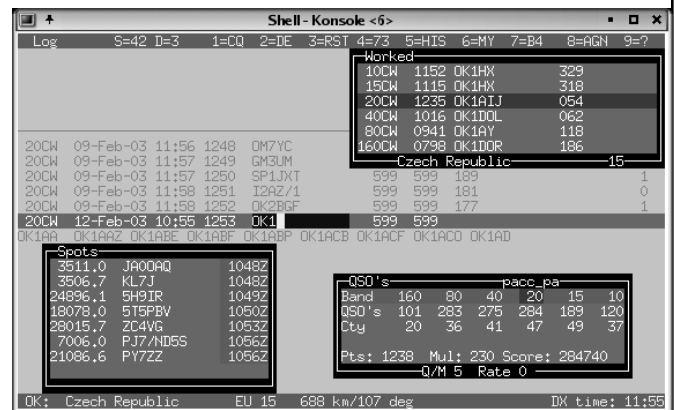 Shell - Konsole <6>
Log S=42 D=3 1=CQ 2=DE 3=RST 4=73 5=HIS 6=MY 7=B4 8=AGN 9=?
Worked
10CW 1152 OK1HX 329
15CW 1115 OK1HX 318
20CW 1235 OK1AIJ 054
40CW 1016 OK1DOL 062
80CW 0941 OK1AY 118
160CW 0798 OK1DOR 186
Czech Republic 15
20CW 09-Feb-03 11:56 1248 OM7YC
20CW 09-Feb-03 11:57 1249 GM3UM
20CW 09-Feb-03 11:57 1250 SP1JXT 599 599 189 1
20CW 09-Feb-03 11:58 1251 I2AZ/1 599 599 181 0
20CW 09-Feb-03 11:58 1252 OK2BGF 599 599 177 1
20CW 12-Feb-03 10:55 1253 OK1 599 599
OK1AA OK1AAZ OK1ABE OK1ABF OK1ABP OK1ACB OK1ACF OK1ACO OK1AD
Spots
3511.0 JA0OAQ 1048Z
3506.7 KL7J 1048Z
24896.1 5H9IR 1049Z
18078.0 5T5PBV 1050Z
28015.7 ZC4VG 1053Z
7006.0 PJ7/ND5S 1056Z
21086.6 PY7ZZ 1056Z
QSO's pacc_pa
Band 160 80 40 20 15 10
QSO's 101 283 275 284 189 120
Cty 20 36 41 47 49 37
Pts: 1238 Mul: 230 Score: 284740
Q/M 5 Rate 0
OK: Czech Republic EU 15 688 km/107 deg DX time: 11:55